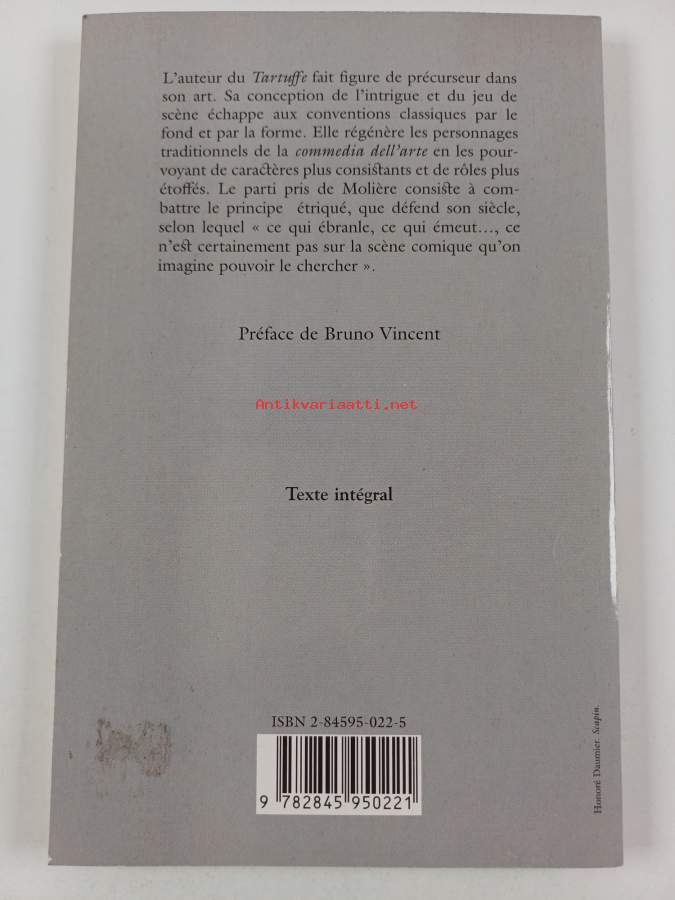 L'auteur du Tartuffe fait figure de précurseur dans
son art. Sa conception de l'intrigue et du jeu de
scène échappe aux conventions classiques par le
fond et par la forme. Elle régénère les personnages
traditionnels de la commedia dell'arte en les pour-
voyant de caractères plus consistants et de rôles plus
étoffés. Le parti pris de Molière consiste à com-
battre le principe étriqué, que défend son siècle,
selon lequel « ce qui ébranle, ce qui émeut..., ce
n'est certainement pas sur la scène comique qu'on
imagine pouvoir le chercher ».
Préface de Bruno Vincent
Antikvariaatti.net
Texte intégral
ISBN 2-84595-022-5
9 782845 950221
Honoré Daumier. Scapin.